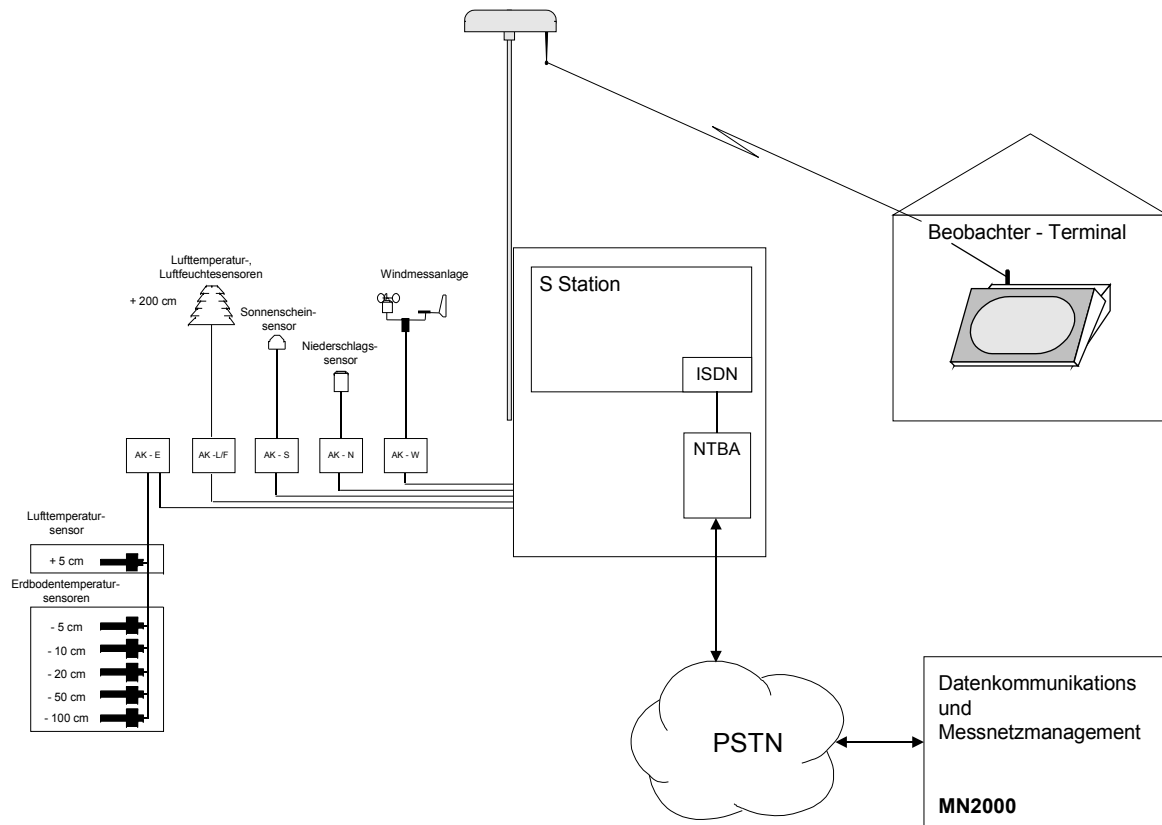 Beobachter - Terminal
Lufttemperatur-,
Luftfeuchtesensoren
+ 200 cm
Sonnenschein-
sensor
Niederschlags-
sensor
Windmessanlage
S Station
ISDN
NTBA
AK - E
AK -L/F
AK - S
AK - N
AK - W
Lufttemperatur-
sensor
+ 5 cm
Erdbodentemperatur-
sensoren
- 5 cm
- 10 cm
- 20 cm
- 50 cm
- 100 cm
PSTN
Datenkommunikations
und
Messnetzmanagement
MN2000